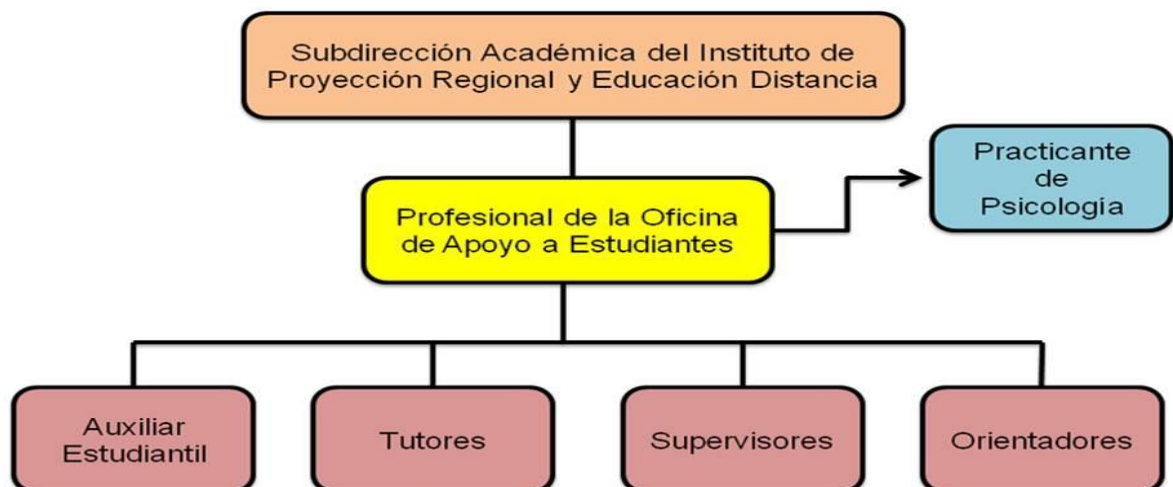 Subdirección Académica del Instituto de
Proyección Regional y Educación Distancia
Practicante
de
Psicología
Profesional de la Oficina
de Apoyo a Estudiantes
Auxiliar
Estudiantil
Tutores
Supervisores
Orientadores